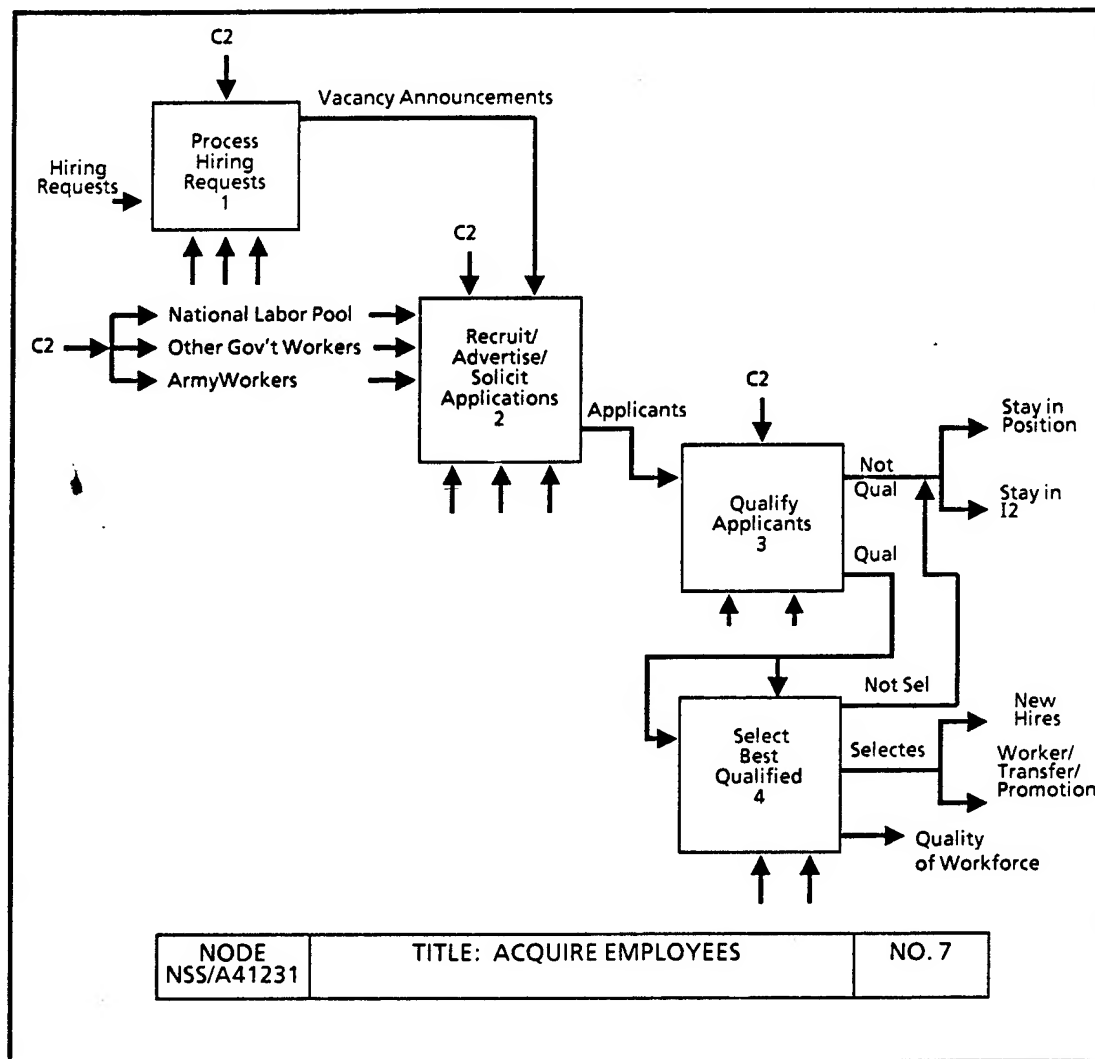 C2
Vacancy Announcements
Process
Hiring
Requests
1
Hiring
Requests
C2
National Labor Pool
Other Gov't Workers
ArmyWorkers
C2
Recruit/
Advertise/
Solicit
Applications
2
Applicants
C2
Qualify
Applicants
3
Not
Qual
Qual
Stay in
Position
Stay in
I2
Select
Best
Qualified
4
Not Sel
Selectes
New
Hires
Worker/
Transfer/
Promotion
Quality
of Workforce
NODE
NSS/A41231
TITLE: ACQUIRE EMPLOYEES
NO. 7